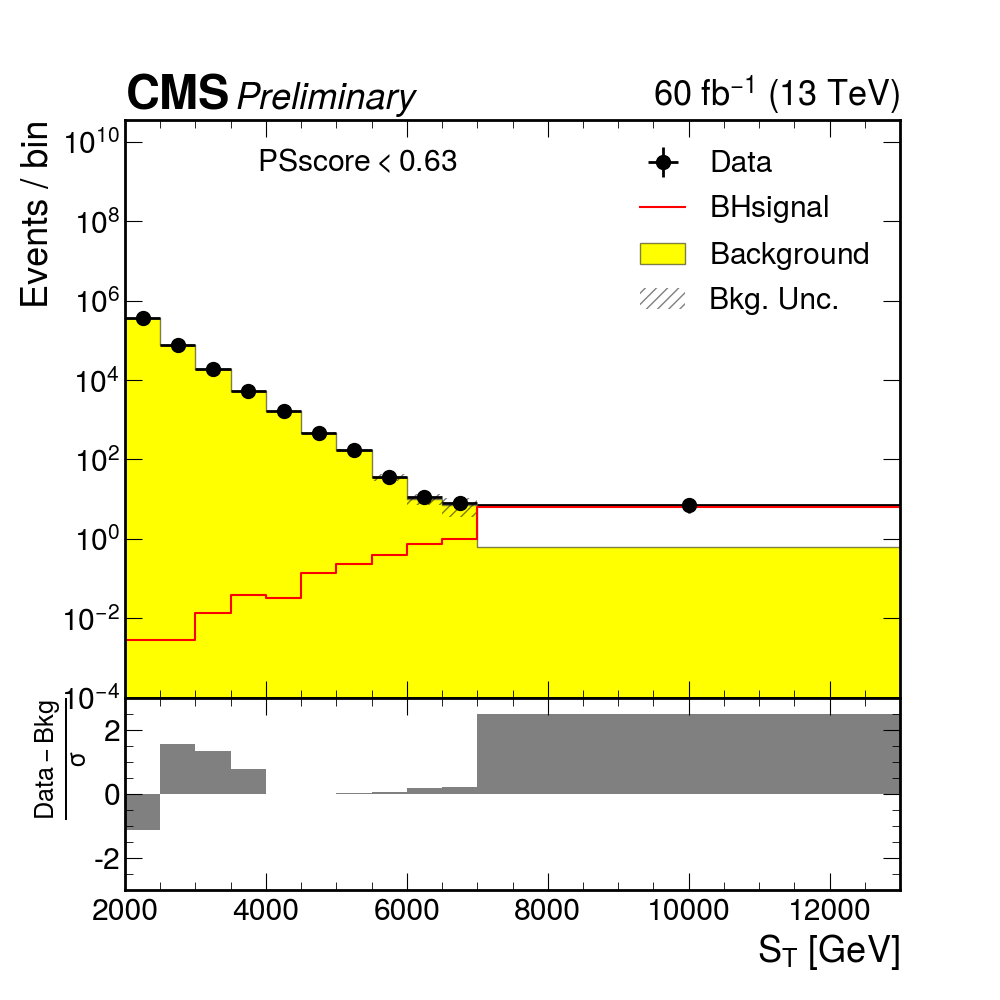 CMS Preliminary
60 fb⁻¹ (13 TeV)
Events / bin
10¹⁰
10⁸
10⁶
10⁴
10²
10⁰
10⁻²
10⁻⁴
PSscore < 0.63
Data
BHsignal
Background
Bkg. Unc.
Data – Bkg
σ
2
0
-2
2000 4000 6000 8000 10000 12000
S_T [GeV]